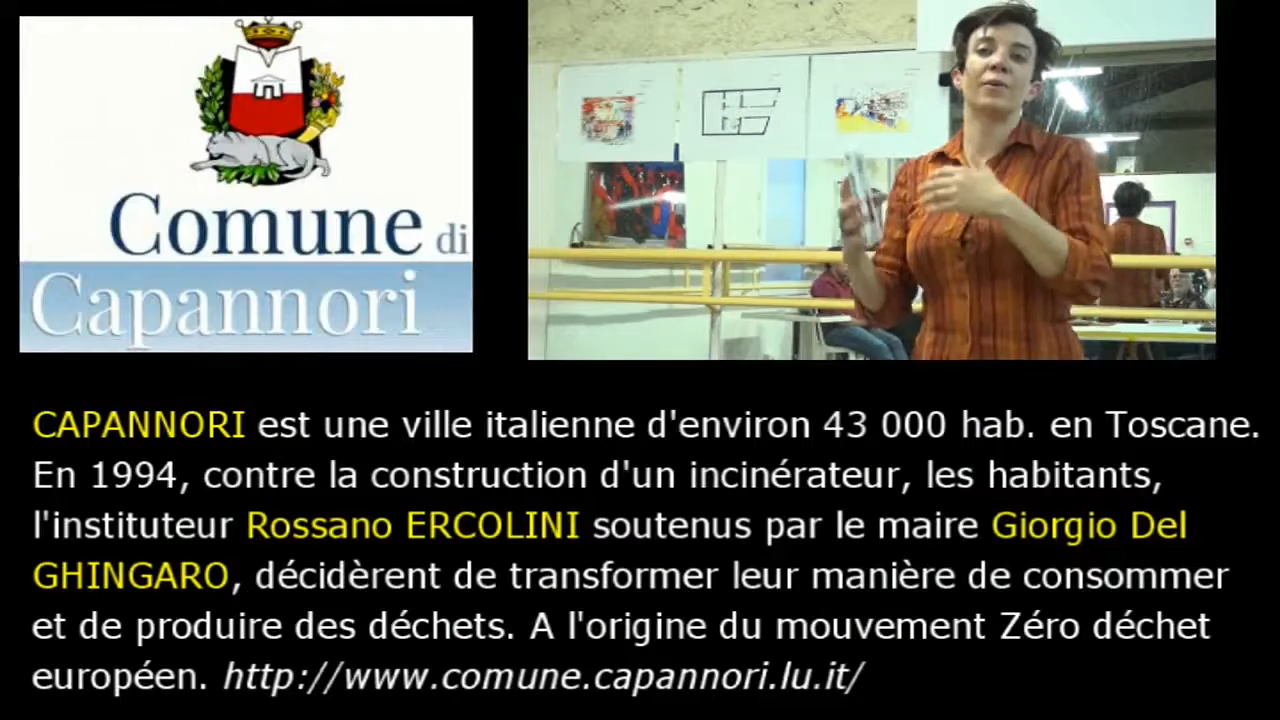 Comune di
Capannori
CAPANNORI est une ville italienne d'environ 43 000 hab. en Toscane.
En 1994, contre la construction d'un incinérateur, les habitants,
l'instituteur Rossano ERCOLINI soutenus par le maire Giorgio Del
GHINGARO, décidèrent de transformer leur manière de consommer
et de produire des déchets. A l'origine du mouvement Zéro déchet
européen. http://www.comune.capannori.lu.it/